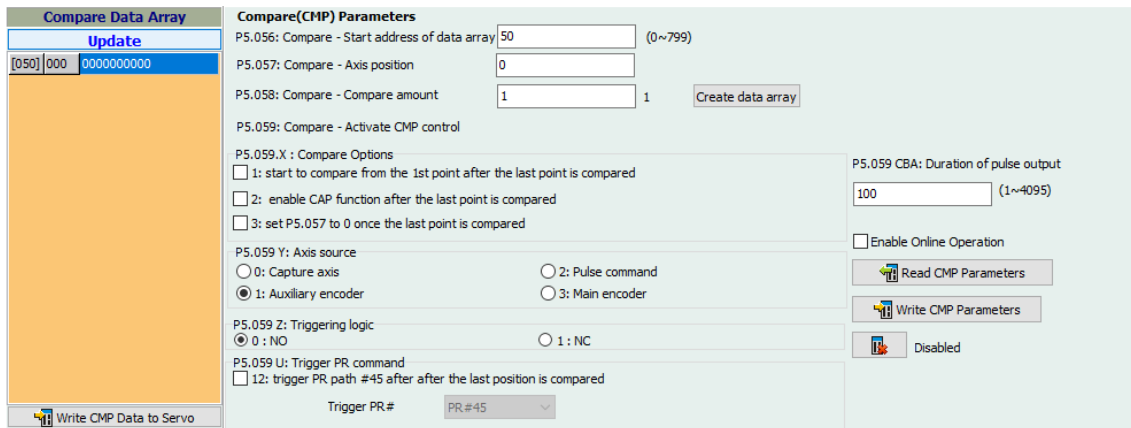 Compare Data Array
Update
[050] 000 0000000000
Write CMP Data to Servo
Compare(CMP) Parameters
P5.056: Compare - Start address of data array 50 (0~799)
P5.057: Compare - Axis position 0
P5.058: Compare - Compare amount 1 1 Create data array
P5.059: Compare - Activate CMP control
P5.059.X : Compare Options
1: start to compare from the 1st point after the last point is compared
2: enable CAP function after the last point is compared
3: set P5.057 to 0 once the last point is compared
P5.059 Y: Axis source
0: Capture axis 2: Pulse command
1: Auxiliary encoder 3: Main encoder
P5.059 Z: Triggering logic
0 : NO 1 : NC
P5.059 U: Trigger PR command
12: trigger PR path #45 after after the last position is compared
Trigger PR# PR#45
P5.059 CBA: Duration of pulse output
100 (1~4095)
Enable Online Operation
Read CMP Parameters
Write CMP Parameters
Disabled